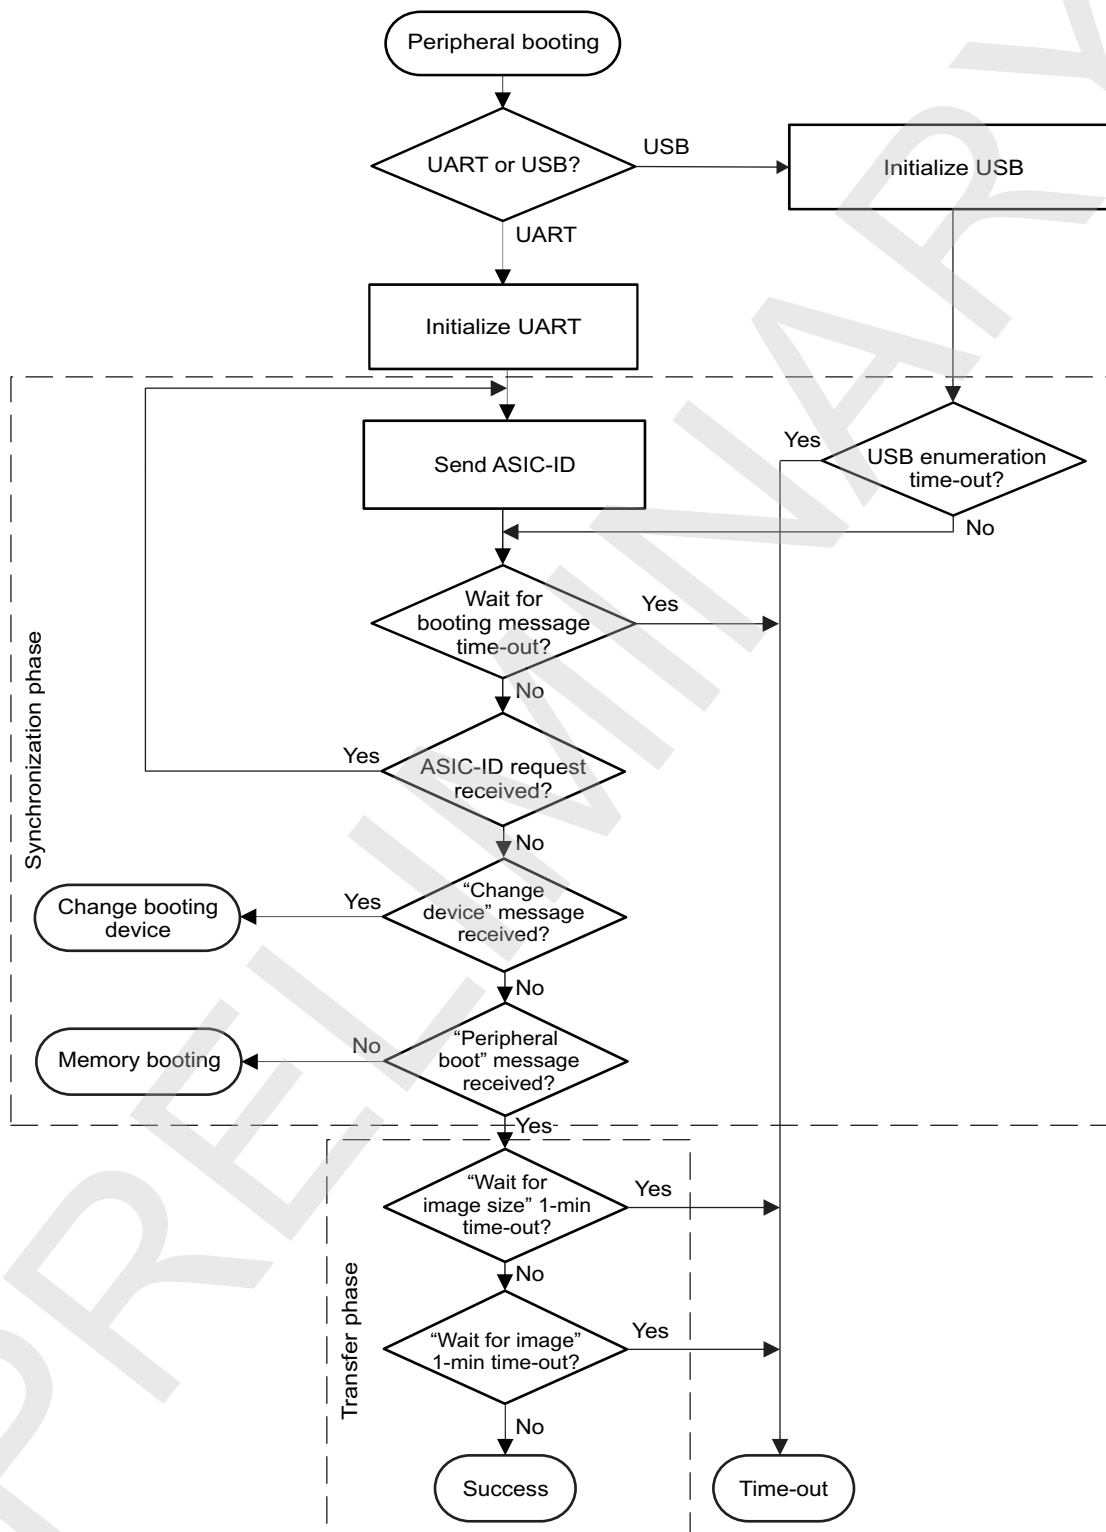 Peripheral booting
UART or USB?
USB
Initialize USB
UART
Initialize UART
Send ASIC-ID
Yes
USB enumeration
time-out?
No
Wait for
booting message
time-out?
Yes
No
Synchronization phase
Yes
ASIC-ID request
received?
No
Change booting
device
Yes
“Change
device” message
received?
No
Memory booting
No
“Peripheral
boot” message
received?
Yes
“Wait for
image size” 1-min
time-out?
Yes
No
Transfer phase
“Wait for image”
1-min time-out?
Yes
No
Success
Time-out
PRELIMINARY